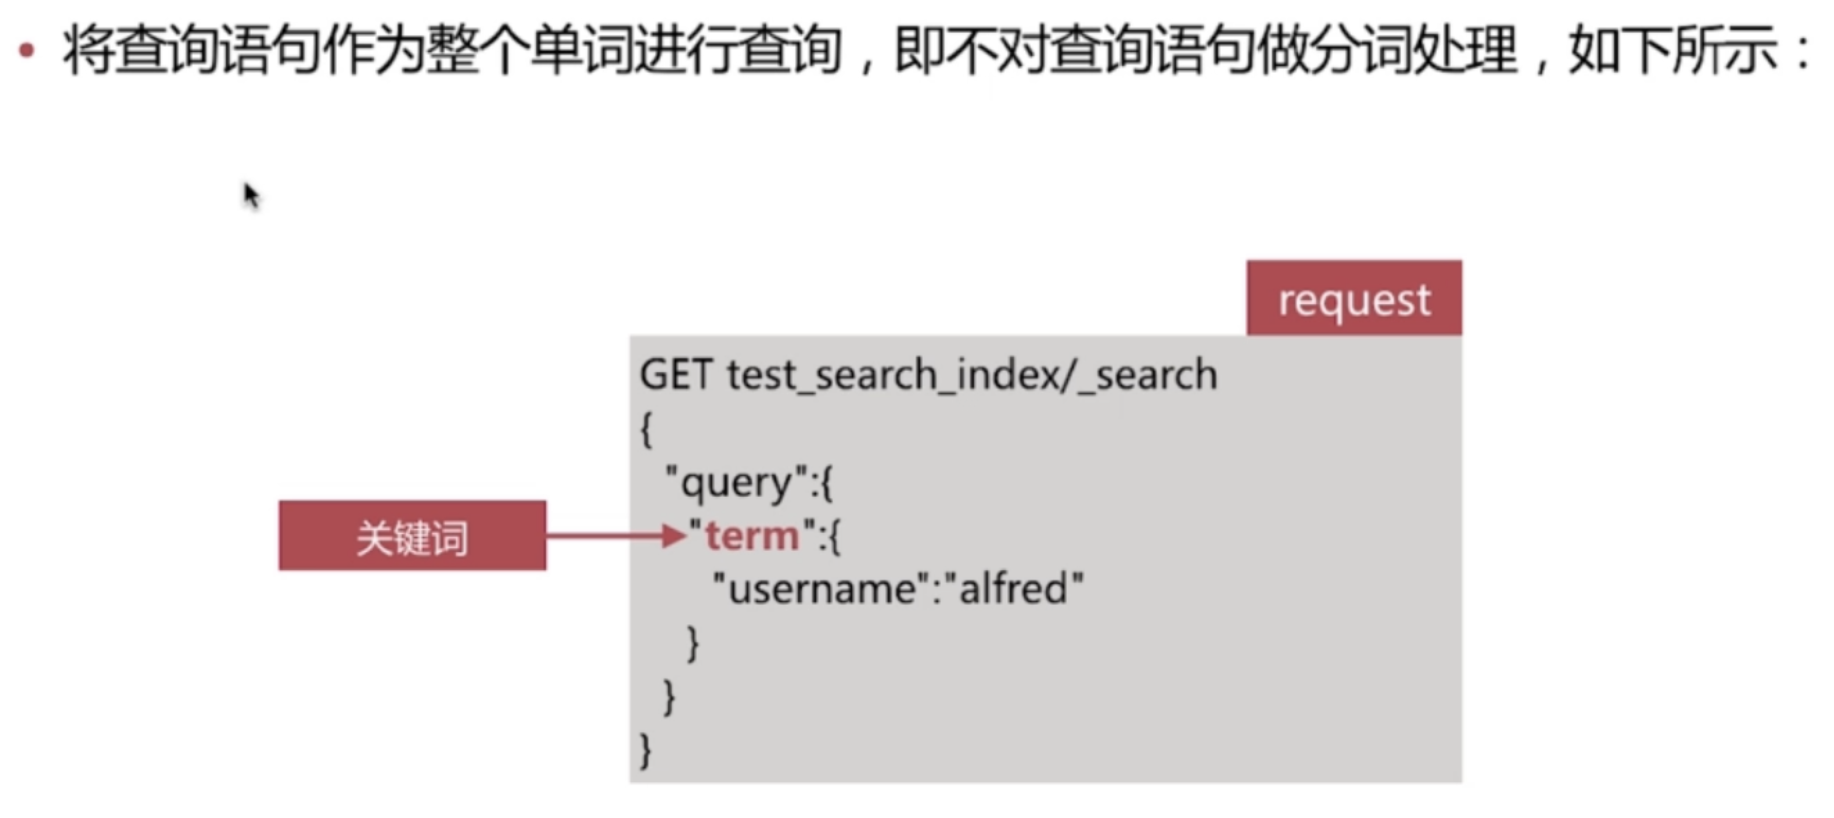 • 将查询语句作为整个单词进行查询，即不对查询语句做分词处理，如下所示：
request
GET test_search_index/_search
{
"query":{
关键词
"term":{
"username":"alfred"
}
}
}